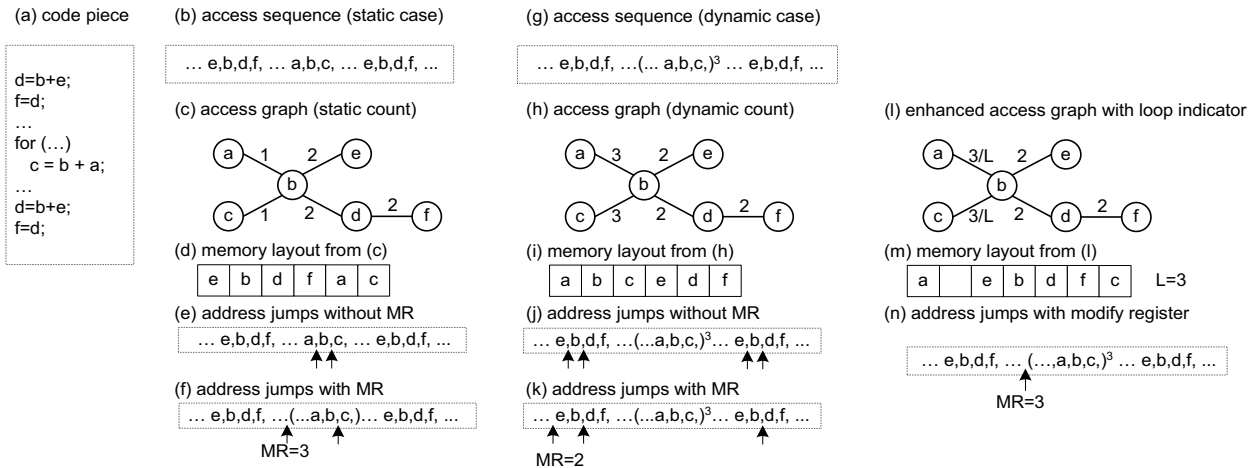 (a) code piece
d=b+e;
f=d;
…
for (…)
c = b + a;
…
d=b+e;
f=d;
(b) access sequence (static case)
… e,b,d,f, … a,b,c, … e,b,d,f, ...
(c) access graph (static count)
a 1 2 e
b
c 1 2 d 2 f
(d) memory layout from (c)
e b d f a c
(e) address jumps without MR
… e,b,d,f, … a,b,c, … e,b,d,f, ...
(f) address jumps with MR
… e,b,d,f, …(...a,b,c,)… e,b,d,f, ...
MR=3
(g) access sequence (dynamic case)
… e,b,d,f, …(... a,b,c,)³ … e,b,d,f, ...
(h) access graph (dynamic count)
a 3 2 e
b
c 3 2 d 2 f
(i) memory layout from (h)
a b c e d f
(j) address jumps without MR
… e,b,d,f, …(...a,b,c,)³… e,b,d,f, ...
(k) address jumps with MR
… e,b,d,f, …(...a,b,c,)³… e,b,d,f, ...
MR=2
(l) enhanced access graph with loop indicator
a 3/L 2 e
b
c 3/L 2 d 2 f
(m) memory layout from (l)
a e b d f c L=3
(n) address jumps with modify register
… e,b,d,f, … (…,a,b,c,)³ … e,b,d,f, ...
MR=3